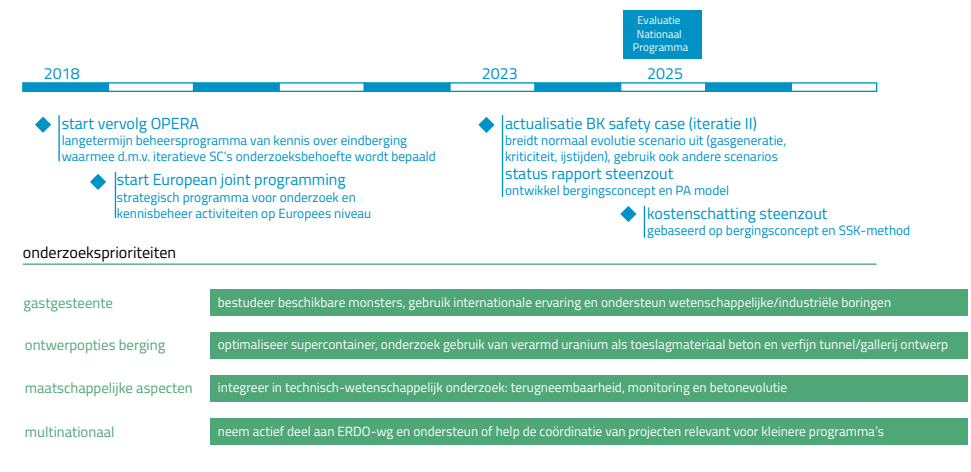 Evaluatie
Nationaal
Programma
2018
2023
2025
start vervolg OPERA
langetermijn beheersprogramma van kennis over eindberging
waarmee d.m.v. iteratieve SC's onderzoeksbehoefte wordt bepaald
start European joint programming
strategisch programma voor onderzoek en
kennisbeheer activiteiten op Europees niveau
actualisatie BK safety case (iteratie II)
breidt normaal evolutie scenario uit (gasgeneratie,
kriticiteit, ijstijden), gebruik ook andere scenarios
status rapport steenzout
ontwikkel bergingsconcept en PA model
kostenschatting steenzout
gebaseerd op bergingsconcept en SSK-method
onderzoeksprioriteiten
gastgesteente
bestudeer beschikbare monsters, gebruik internationale ervaring en ondersteun wetenschappelijke/industriële boringen
ontwerpopties berging
optimaliseer supercontainer, onderzoek gebruik van verarmd uranium als toeslagmateriaal beton en verfijn tunnel/gallerij ontwerp
maatschappelijke aspecten
integreer in technisch-wetenschappelijk onderzoek: terugneembaarheid, monitoring en betonevolutie
multinationaal
neem actief deel aan ERDO-wg en ondersteun of help de coördinatie van projecten relevant voor kleinere programma's